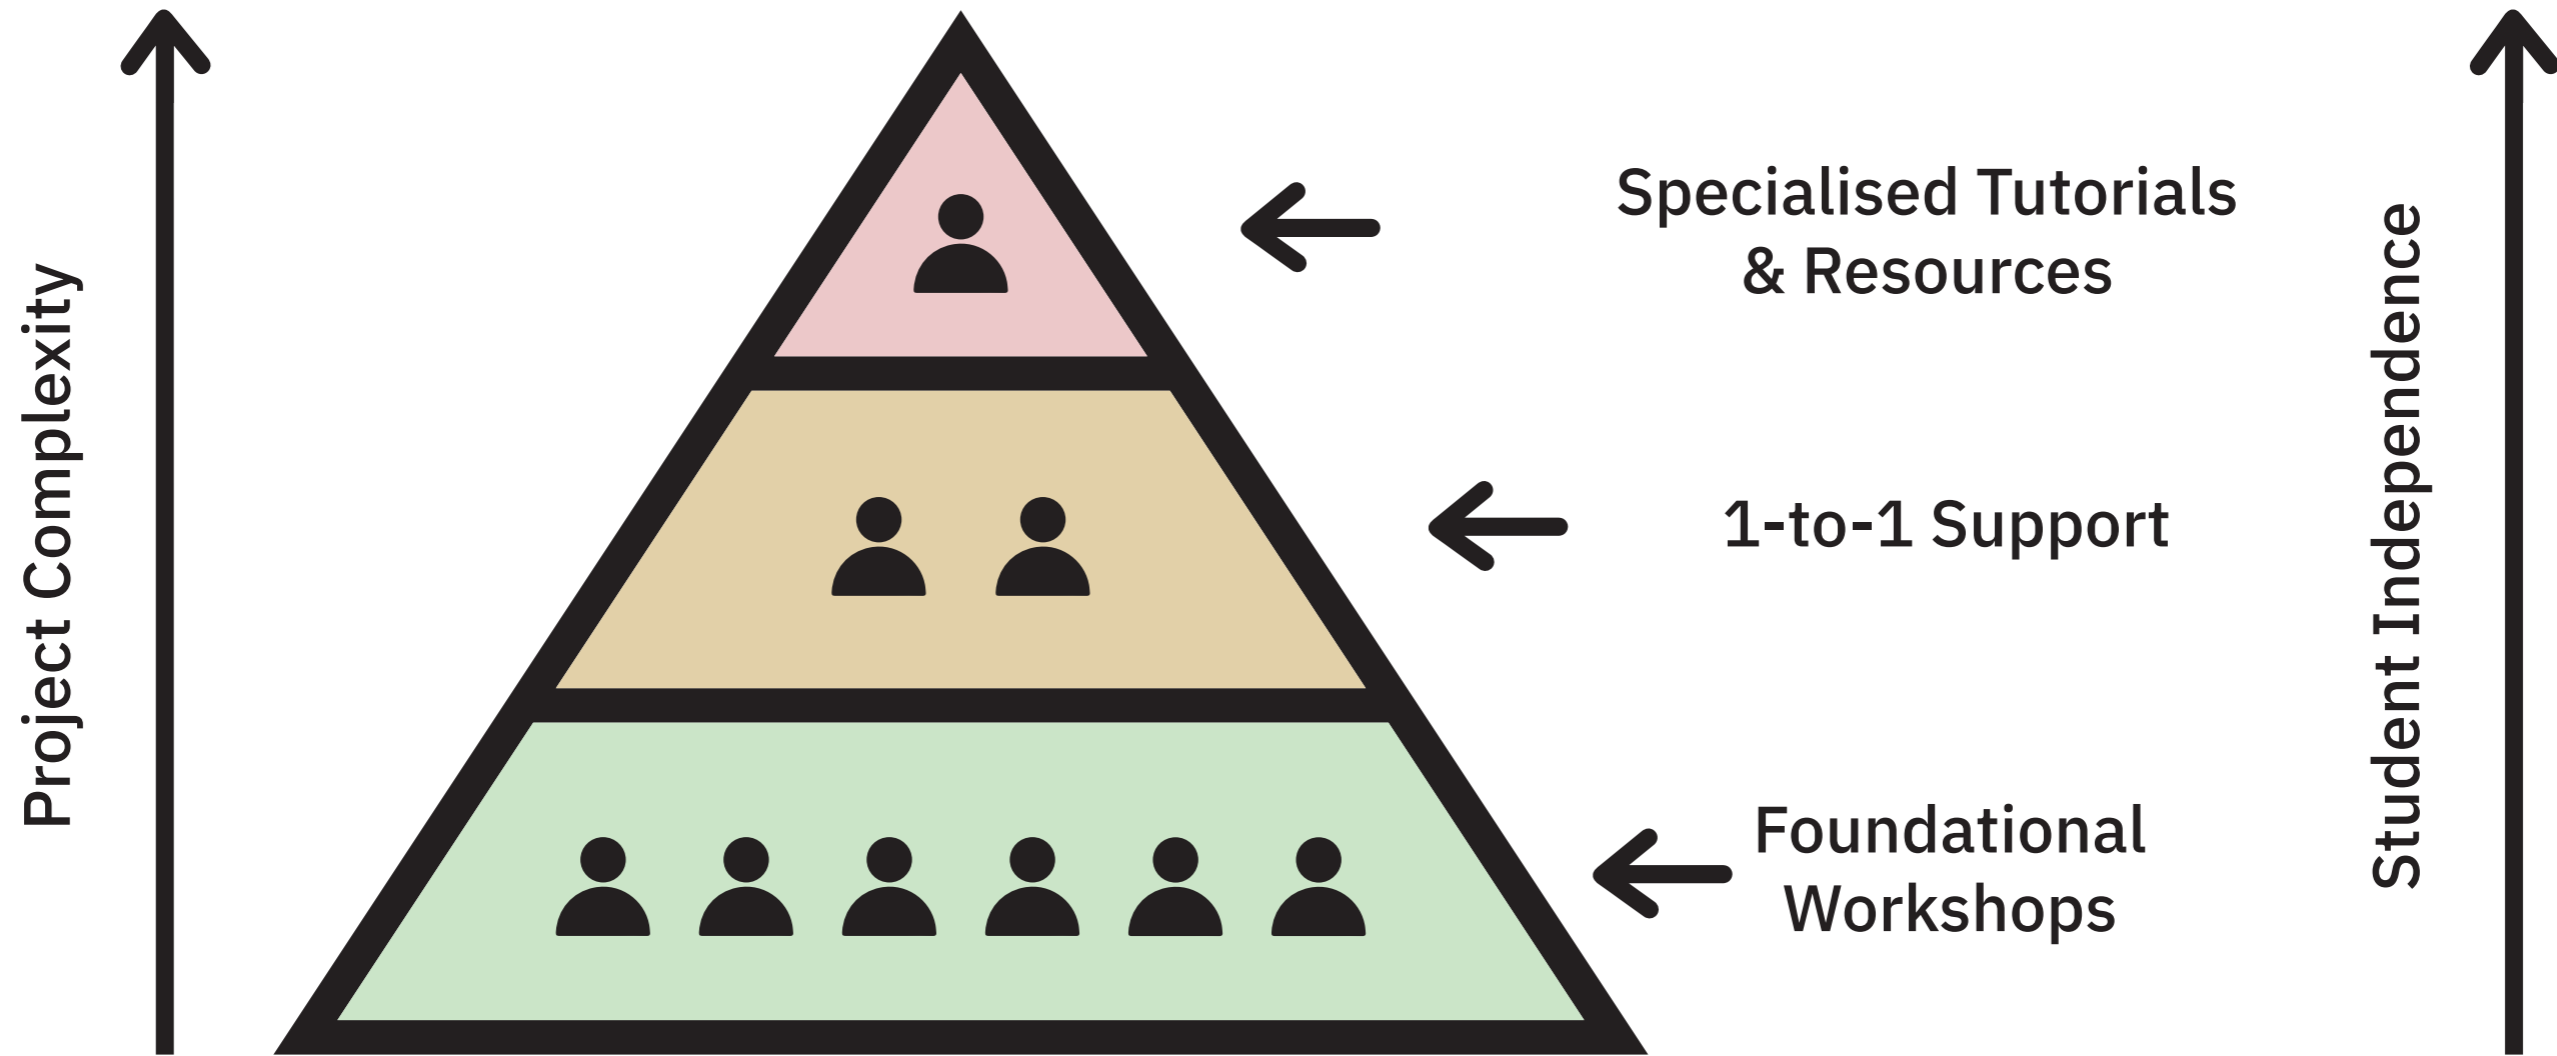 Project Complexity
Specialised Tutorials
& Resources
1-to-1 Support
Foundational
Workshops
Student Independence